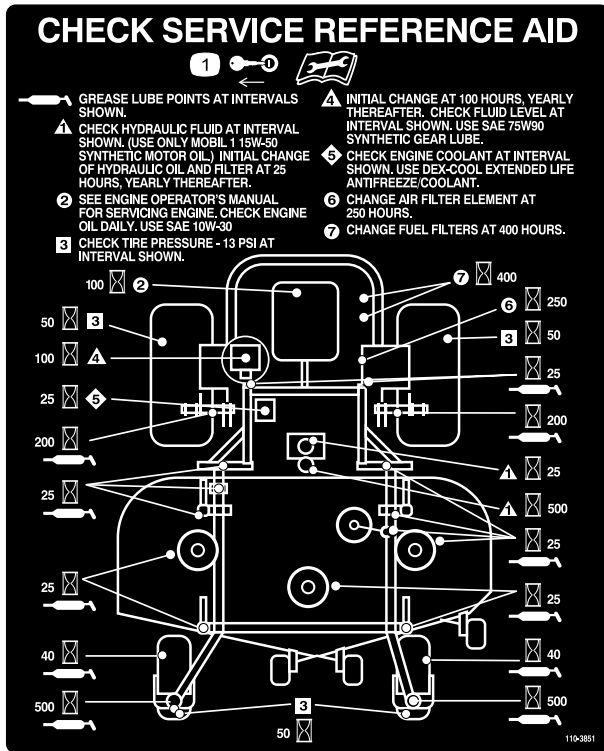 CHECK SERVICE REFERENCE AID
1
GREASE LUBE POINTS AT INTERVALS
SHOWN.
1 CHECK HYDRAULIC FLUID AT INTERVAL
SHOWN. (USE ONLY MOBIL 1 15W-50
SYNTHETIC MOTOR OIL.) INITIAL CHANGE
OF HYDRAULIC OIL AND FILTER AT 25
HOURS, YEARLY THEREAFTER.
2 SEE ENGINE OPERATOR'S MANUAL
FOR SERVICING ENGINE. CHECK ENGINE
OIL DAILY. USE SAE 10W-30
3 CHECK TIRE PRESSURE - 13 PSI AT
INTERVAL SHOWN.
4 INITIAL CHANGE AT 100 HOURS, YEARLY
THEREAFTER. CHECK FLUID LEVEL AT
INTERVAL SHOWN. USE SAE 75W90
SYNTHETIC GEAR LUBE.
5 CHECK ENGINE COOLANT AT INTERVAL
SHOWN. USE DEX-COOL EXTENDED LIFE
ANTIFREEZE/COOLANT.
6 CHANGE AIR FILTER ELEMENT AT
250 HOURS.
7 CHANGE FUEL FILTERS AT 400 HOURS.
100 2
50 3
100 4
25 5
200
25
25
40
500
7 400
6 250
3 50
25
200
1 25
1 500
25
25
40
500
3
50
110-3851